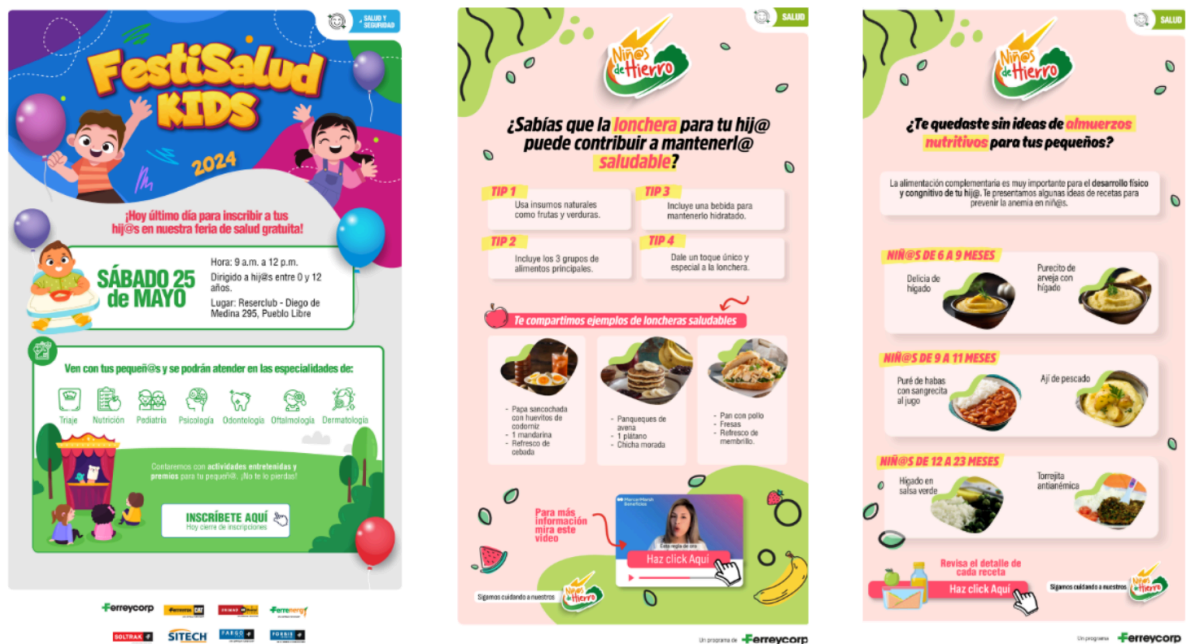 + SALUD Y
SEGURIDAD
FestiSalud
KIDS
2024
¡Hoy último día para inscribir a tus
hij@s en nuestra feria de salud gratuita!
SÁBADO 25
de MAYO
Hora: 9 a.m. a 12 p.m.
Dirigido a hij@s entre 0 y 12
años.
Lugar: Reserclub - Diego de
Medina 295, Pueblo Libre
Ven con tus pequeñ@s y se podrán atender en las especialidades de:
Triaje
Nutrición
Pediatría
Psicología
Odontología
Oftalmología
Dermatología
Contaremos con actividades entretenidas y
premios para tu pequeñ@. ¡No te lo pierdas!
INSCRÍBETE AQUÍ
Hoy cierre de inscripciones
Ferreycorp
Ferreyros CAT
Ferrenergy
SOLTRAK
SITECH
FARGO
FORBIS
SALUD
Niñ@s
de Hierro
¿Sabías que la lonchera para tu hij@
puede contribuir a mantenerl@
saludable?
TIP 1
Usa insumos naturales
como frutas y verduras.
TIP 2
Incluye los 3 grupos de
alimentos principales.
TIP 3
Incluye una bebida para
mantenerlo hidratado.
TIP 4
Dale un toque único y
especial a la lonchera.
Te compartimos ejemplos de loncheras saludables
- Papa sancochada
con huevitos de
codorniz
- 1 mandarina
- Refresco de
cebada
- Panqueques de
avena
- 1 plátano
- Chicha morada
- Pan con pollo
- Fresas
- Refresco de
membrillo.
Para más
información
mira este
video
Haz click Aquí
Sigamos cuidando a nuestros
Niñ@s
de Hierro
Un programa de Ferreycorp
SALUD
Niñ@s
de Hierro
¿Te quedaste sin ideas de almuerzos
nutritivos para tus pequeños?
La alimentación complementaria es muy importante para el desarrollo físico
y congnitivo de tu hij@. Te presentamos algunas ideas de recetas para
prevenir la anemia en niñ@s.
NIÑ@S DE 6 A 9 MESES
Delicia de
hígado
Purecito de
arveja con
hígado
NIÑ@S DE 9 A 11 MESES
Puré de habas
con sangrecita
al jugo
Ají de pescado
NIÑ@S DE 12 A 23 MESES
Hígado en
salsa verde
Torrejita
antianémica
Revisa el detalle de
cada receta
Haz click Aquí
Sigamos cuidando a nuestros
Niñ@s
de Hierro
Un programa
Ferreycorp